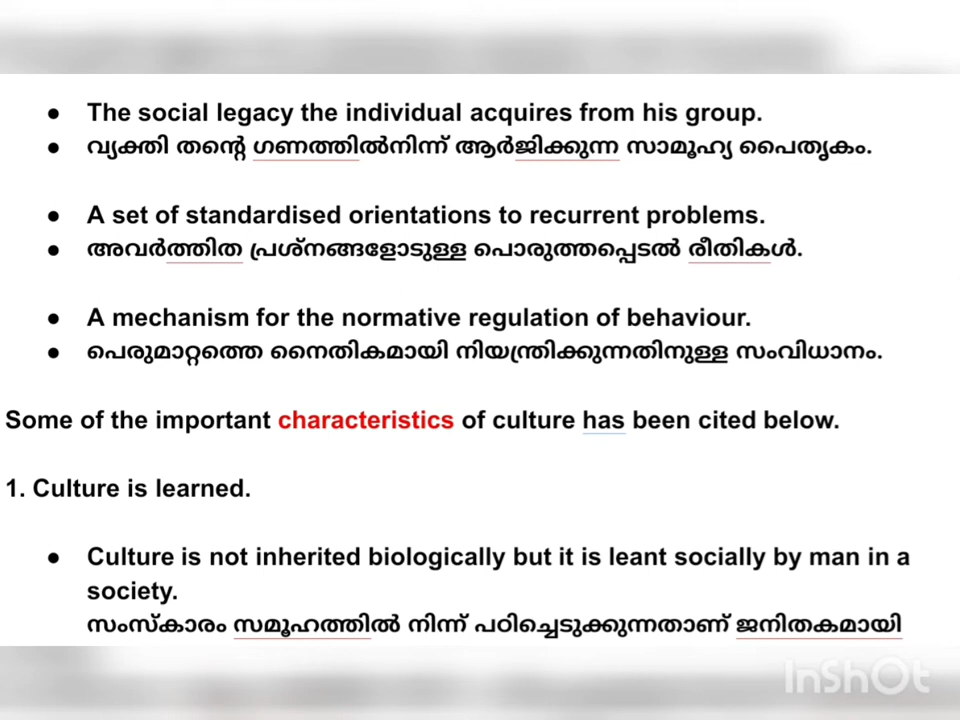 ● The social legacy the individual acquires from his group.
● വ്യക്തി തന്റെ ഗണത്തിൽനിന്ന് ആർജിക്കുന്ന സാമൂഹ്യ പൈതൃകം.
● A set of standardised orientations to recurrent problems.
● അവർത്തിത പ്രശ്നങ്ങളോടുള്ള പൊരുത്തപ്പെടൽ രീതികൾ.
● A mechanism for the normative regulation of behaviour.
● പെരുമാറ്റത്തെ നൈതികമായി നിയന്ത്രിക്കുന്നതിനുള്ള സംവിധാനം.
Some of the important characteristics of culture has been cited below.
1. Culture is learned.
● Culture is not inherited biologically but it is leant socially by man in a
society.
സംസ്കാരം സമൂഹത്തിൽ നിന്ന് പഠിച്ചെടുക്കുന്നതാണ് ജനിതകമായി
InShOt